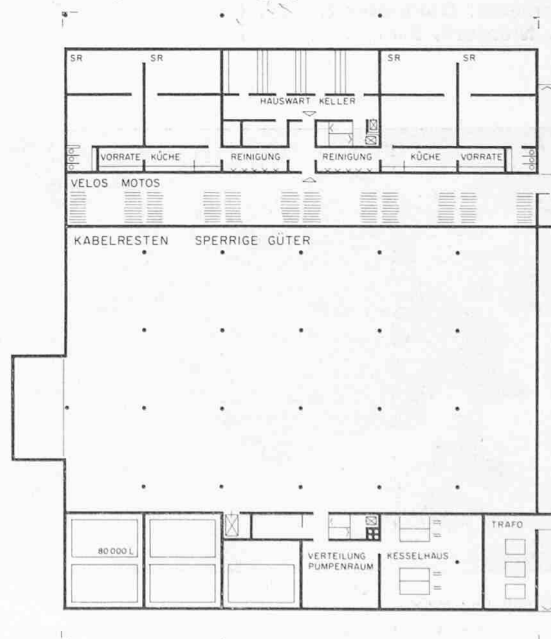 SR SR SR SR
HAUSWART KELLER
VORRATE KÜCHE REINIGUNG REINIGUNG KÜCHE VORRATE
VELOS MOTOS
KABELRESTEN SPERRIGE GÜTER
TRAFO
80 000 L VERTEILUNG KESSELHAUS
PUMPENRAUM